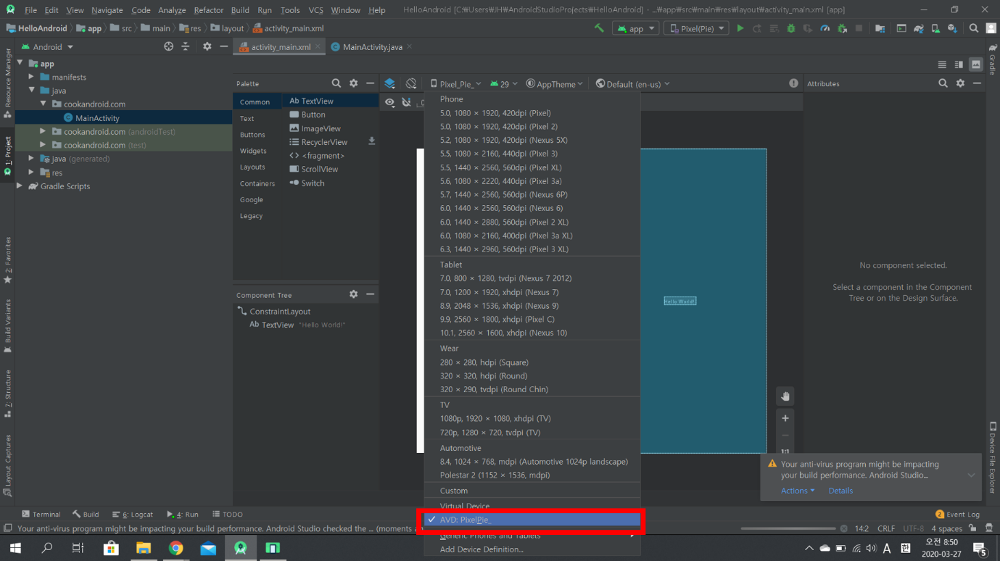 File Edit View Navigate Code Analyze Refactor Build Run Tools VCS Window Help HelloAndroid [C:₩Users₩JH₩AndroidStudioProjects₩HelloAndroid] - ...₩app₩src₩main₩res₩layout₩activity_main.xml [app]
HelloAndroid app src main res layout activity_main.xml app Pixel(Pie)
Android activity_main.xml MainActivity.java
Resource Manager
1: Project
2: Favorites
Build Variants
7: Structure
Layout Captures
Gradle
Device File Explorer
app
manifests
java
cookandroid.com
MainActivity
cookandroid.com (androidTest)
cookandroid.com (test)
java (generated)
res
Gradle Scripts
Palette
Common
Text
Buttons
Widgets
Layouts
Containers
Google
Legacy
Ab TextView
Button
ImageView
RecyclerView
<fragment>
ScrollView
Switch
Component Tree
ConstraintLayout
Ab TextView "Hello World!"
Pixel_Pie_ 29 AppTheme Default (en-us)
Phone
5.0, 1080 × 1920, 420dpi (Pixel)
5.0, 1080 × 1920, 420dpi (Pixel 2)
5.2, 1080 × 1920, 420dpi (Nexus 5X)
5.5, 1080 × 2160, 440dpi (Pixel 3)
5.5, 1440 × 2560, 560dpi (Pixel XL)
5.6, 1080 × 2220, 440dpi (Pixel 3a)
5.7, 1440 × 2560, 560dpi (Nexus 6P)
6.0, 1440 × 2560, 560dpi (Nexus 6)
6.0, 1440 × 2880, 560dpi (Pixel 2 XL)
6.0, 1080 × 2160, 400dpi (Pixel 3a XL)
6.3, 1440 × 2960, 560dpi (Pixel 3 XL)
Tablet
7.0, 800 × 1280, tvdpi (Nexus 7 2012)
7.0, 1200 × 1920, xhdpi (Nexus 7)
8.9, 2048 × 1536, xhdpi (Nexus 9)
9.9, 2560 × 1800, xhdpi (Pixel C)
10.1, 2560 × 1600, xhdpi (Nexus 10)
Wear
280 × 280, hdpi (Square)
320 × 320, hdpi (Round)
320 × 290, tvdpi (Round Chin)
TV
1080p, 1920 × 1080, xhdpi (TV)
720p, 1280 × 720, tvdpi (TV)
Automotive
8.4, 1024 × 768, mdpi (Automotive 1024p landscape)
Polestar 2 (1152 × 1536, mdpi)
Custom
Virtual Device
AVD: PixelPie_
Generic Phones and Tablets
Add Device Definition...
Hello World!
1:1
Attributes
No component selected.
Select a component in the Component
Tree or on the Design Surface.
Your anti-virus program might be impacting
your build performance. Android Studio...
Actions Details
Terminal Build 6: Logcat 4: Run TODO Event Log
2
Your anti-virus program might be impacting your build performance. Android Studio checked the ... (moments a 14:2 CRLF UTF-8 4 spaces
A 한 오전 8:50
2020-03-27
5